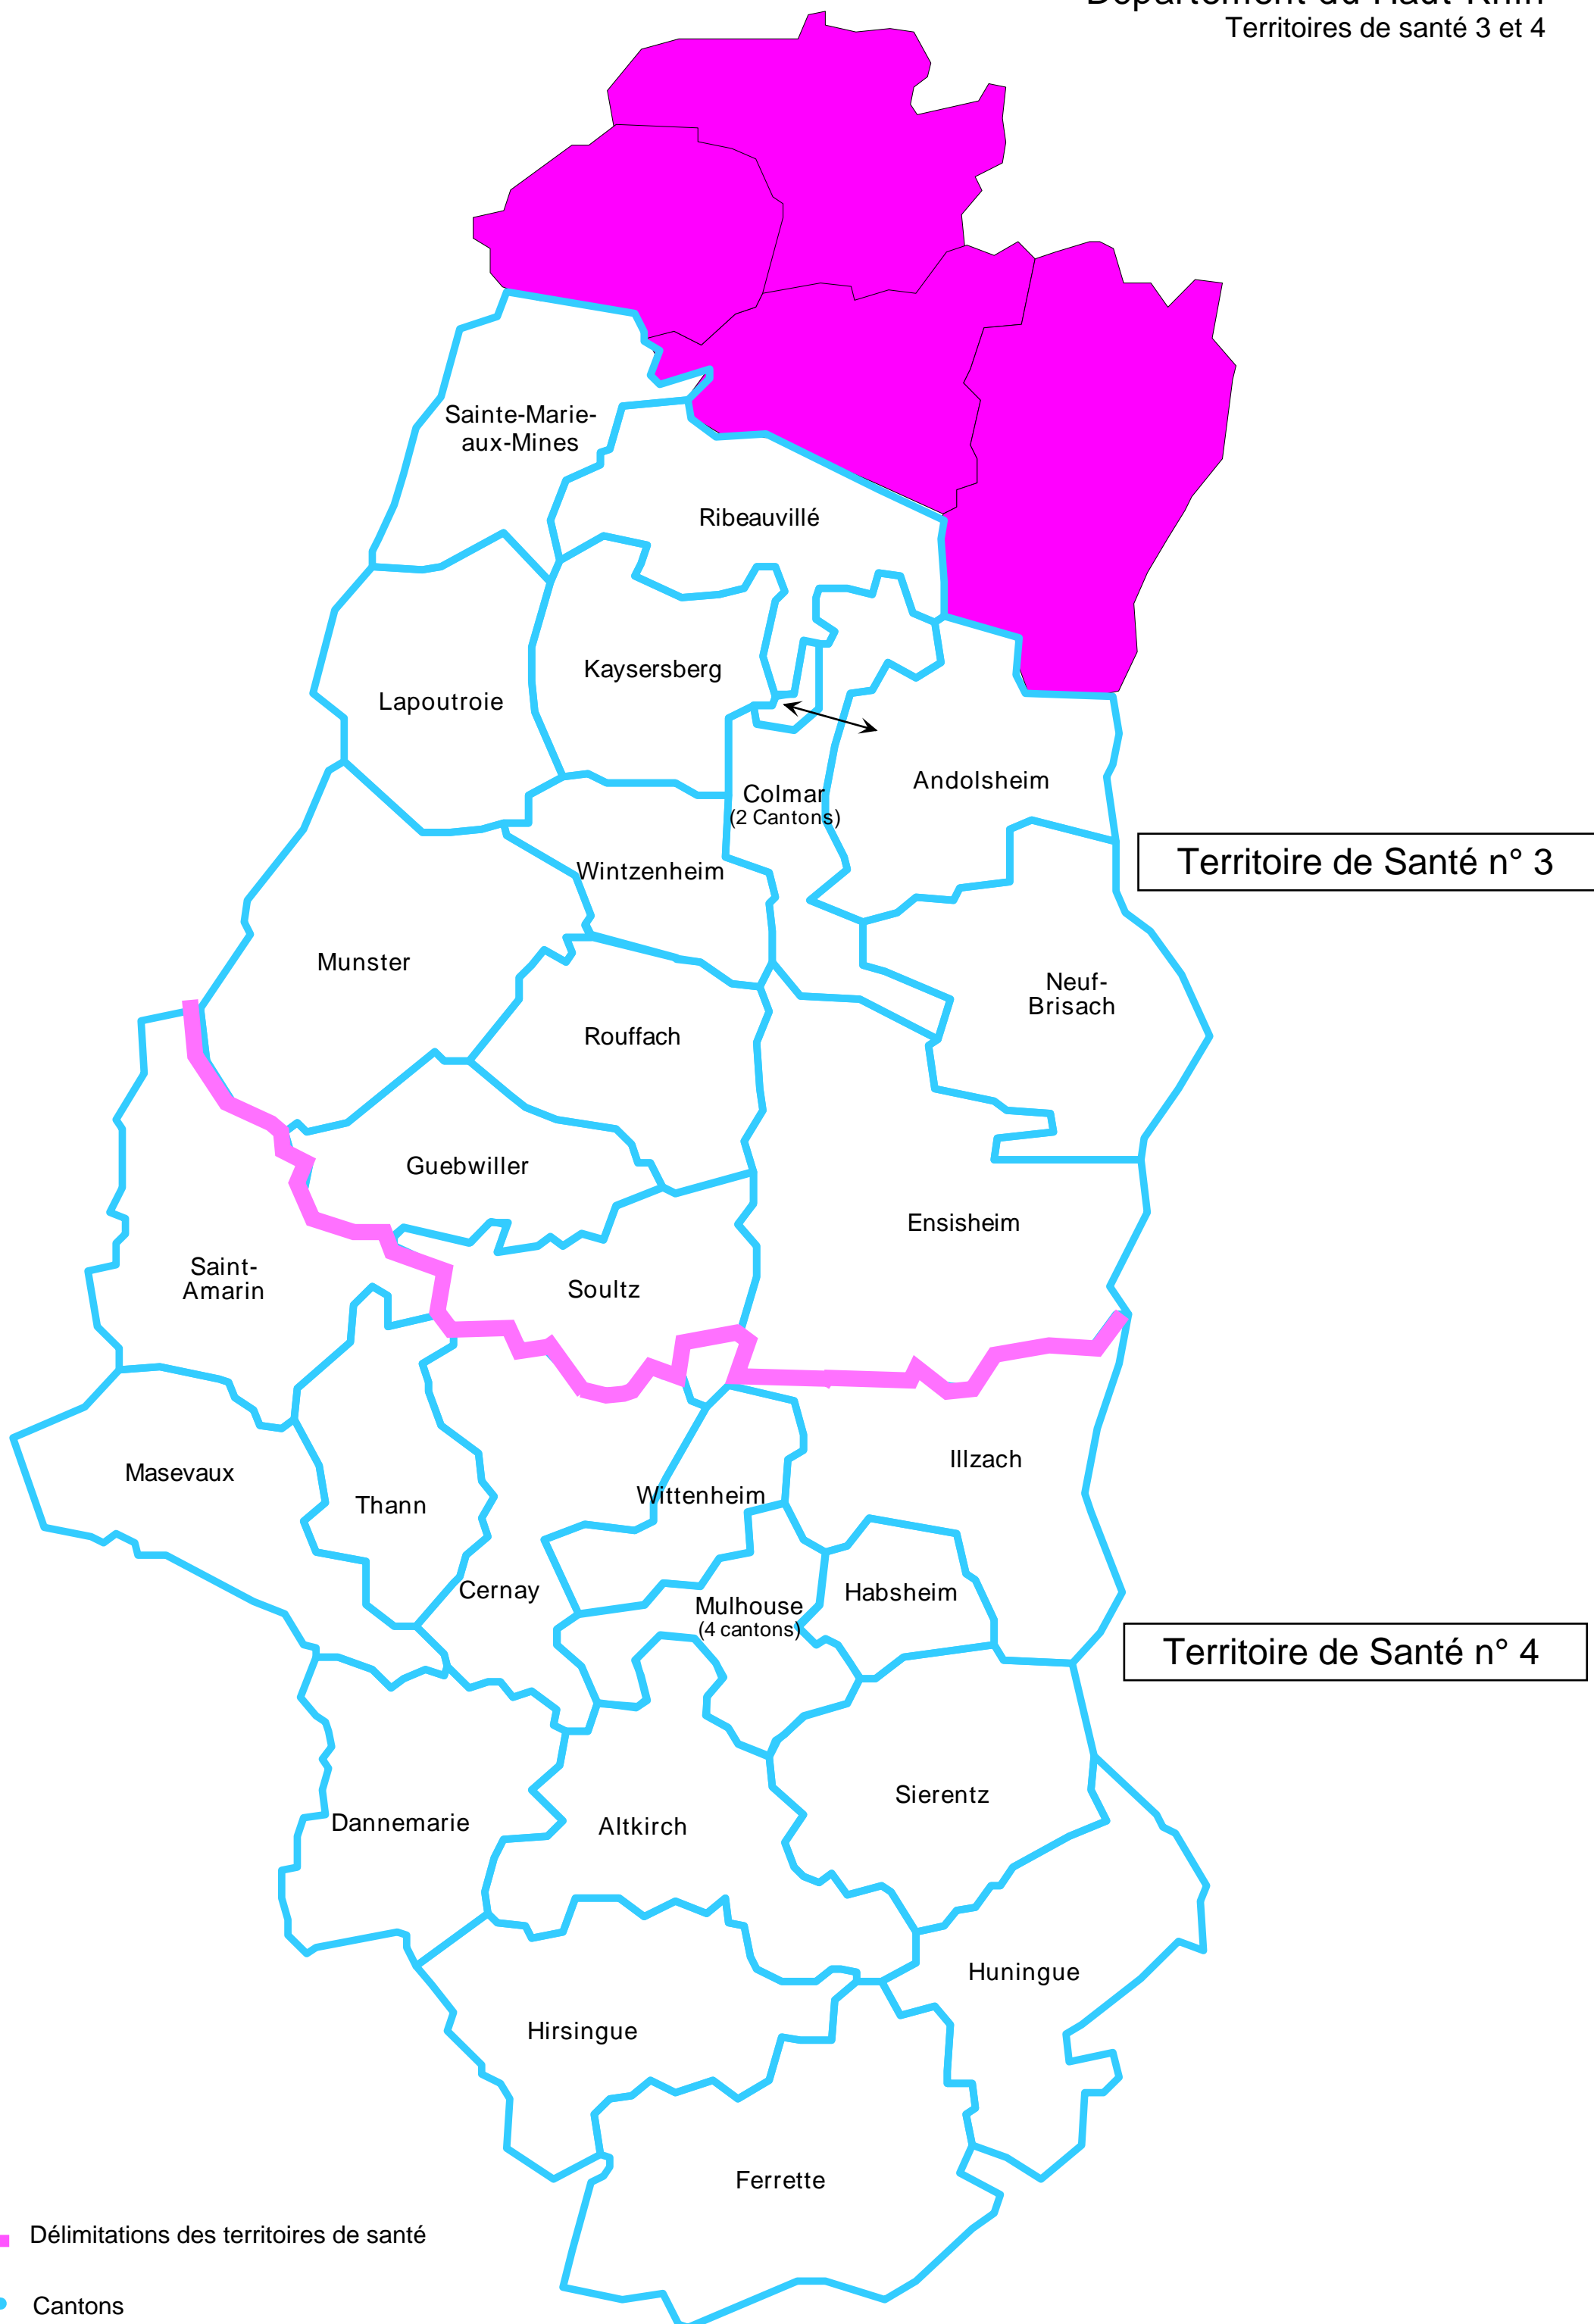 Territoires de santé 3 et 4
Sainte-Marie-
aux-Mines
Ribeauvillé
Kaysersberg
Lapoutroie
Andolsheim
Colmar
(2 Cantons)
Territoire de Santé n° 3
Wintzenheim
Munster
Neuf-
Brisach
Rouffach
Guebwiller
Ensisheim
Saint-
Amarin
Soultz
Illzach
Masevaux
Wittenheim
Thann
Cernay
Habsheim
Mulhouse
(4 cantons)
Territoire de Santé n° 4
Sierentz
Dannemarie
Altkirch
Huningue
Hirsingue
Ferrette
Délimitations des territoires de santé
Cantons